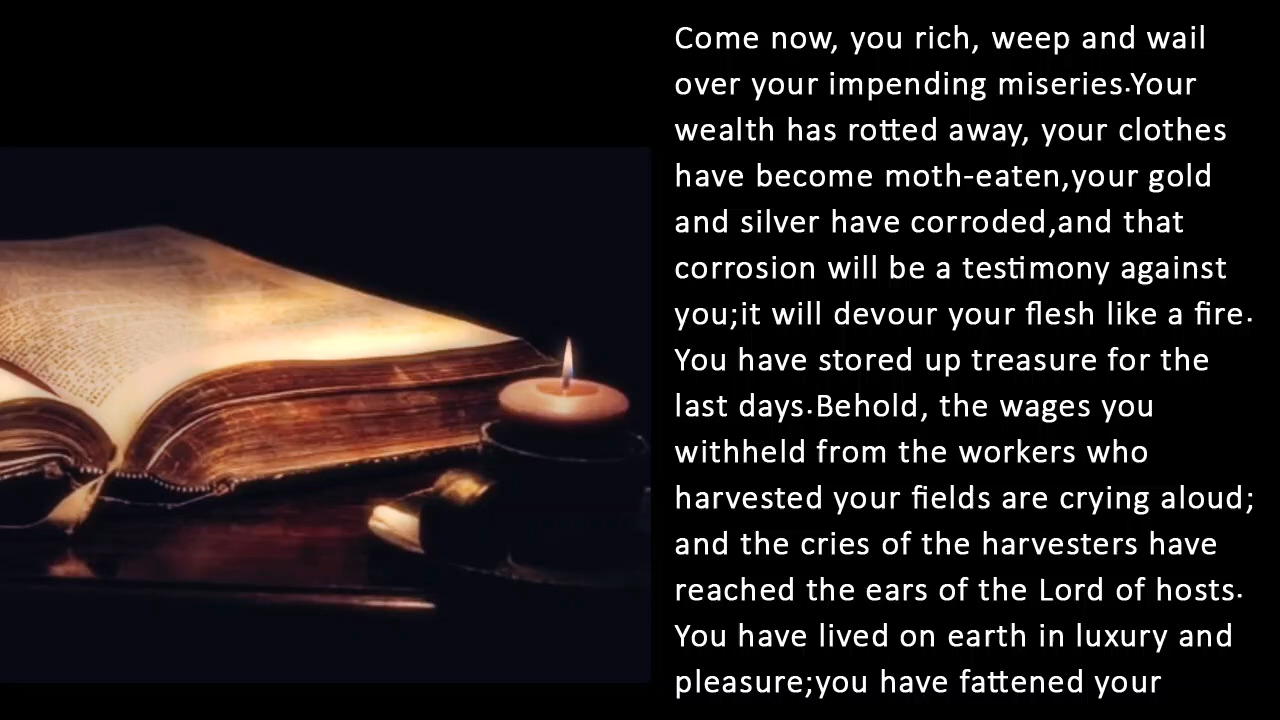 Come now, you rich, weep and wail
over your impending miseries.Your
wealth has rotted away, your clothes
have become moth-eaten,your gold
and silver have corroded,and that
corrosion will be a testimony against
you;it will devour your flesh like a fire.
You have stored up treasure for the
last days.Behold, the wages you
withheld from the workers who
harvested your fields are crying aloud;
and the cries of the harvesters have
reached the ears of the Lord of hosts.
You have lived on earth in luxury and
pleasure;you have fattened your